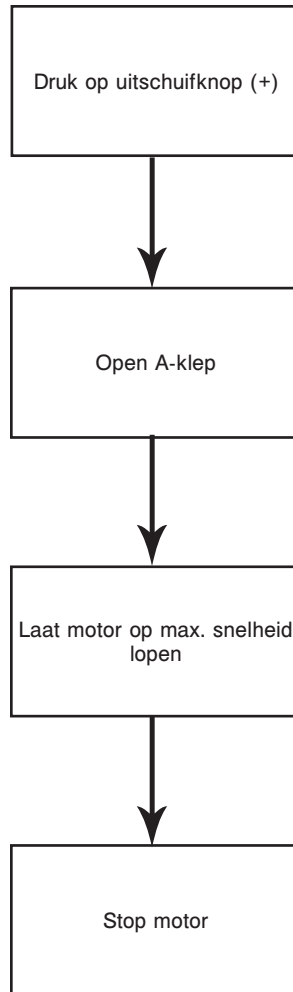 Druk op uitschuifknop (+)
Open A-klep
Laat motor op max. snelheid
lopen
Stop motor